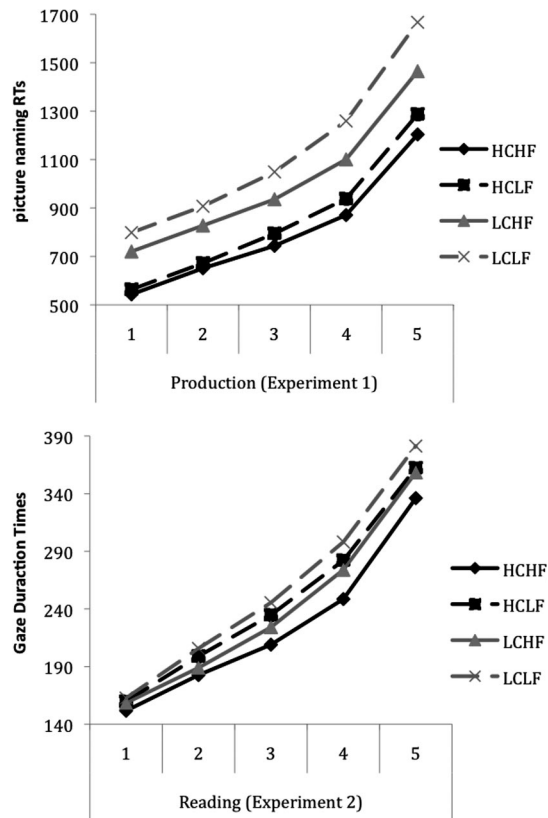 1700
1500
1300
1100
900
700
500
picture naming RTs
1 2 3 4 5
Production (Experiment 1)
HCHF
HCLF
LCHF
LCLF
390
340
290
240
190
140
Gaze Duraction Times
1 2 3 4 5
Reading (Experiment 2)
HCHF
HCLF
LCHF
LCLF